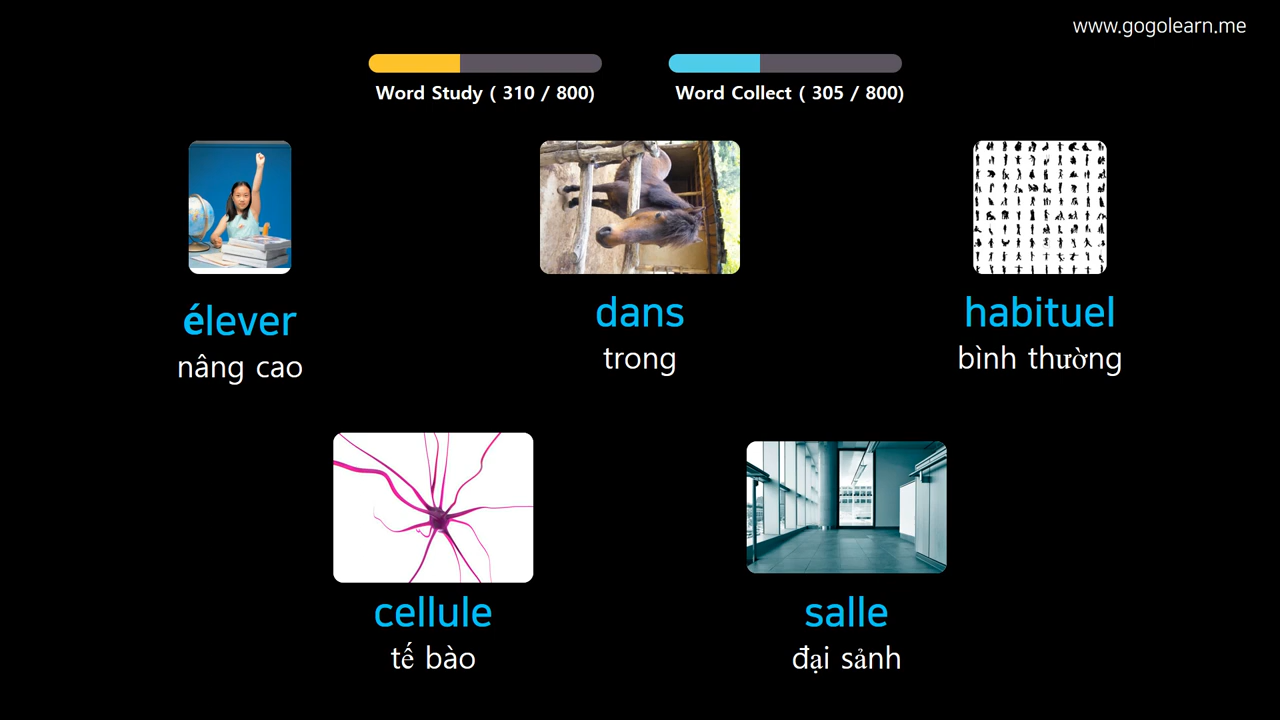 www.gogolearn.me
Word Study ( 310 / 800)
Word Collect ( 305 / 800)
élever
nâng cao
dans
trong
habituel
bình thường
cellule
tế bào
salle
đại sảnh